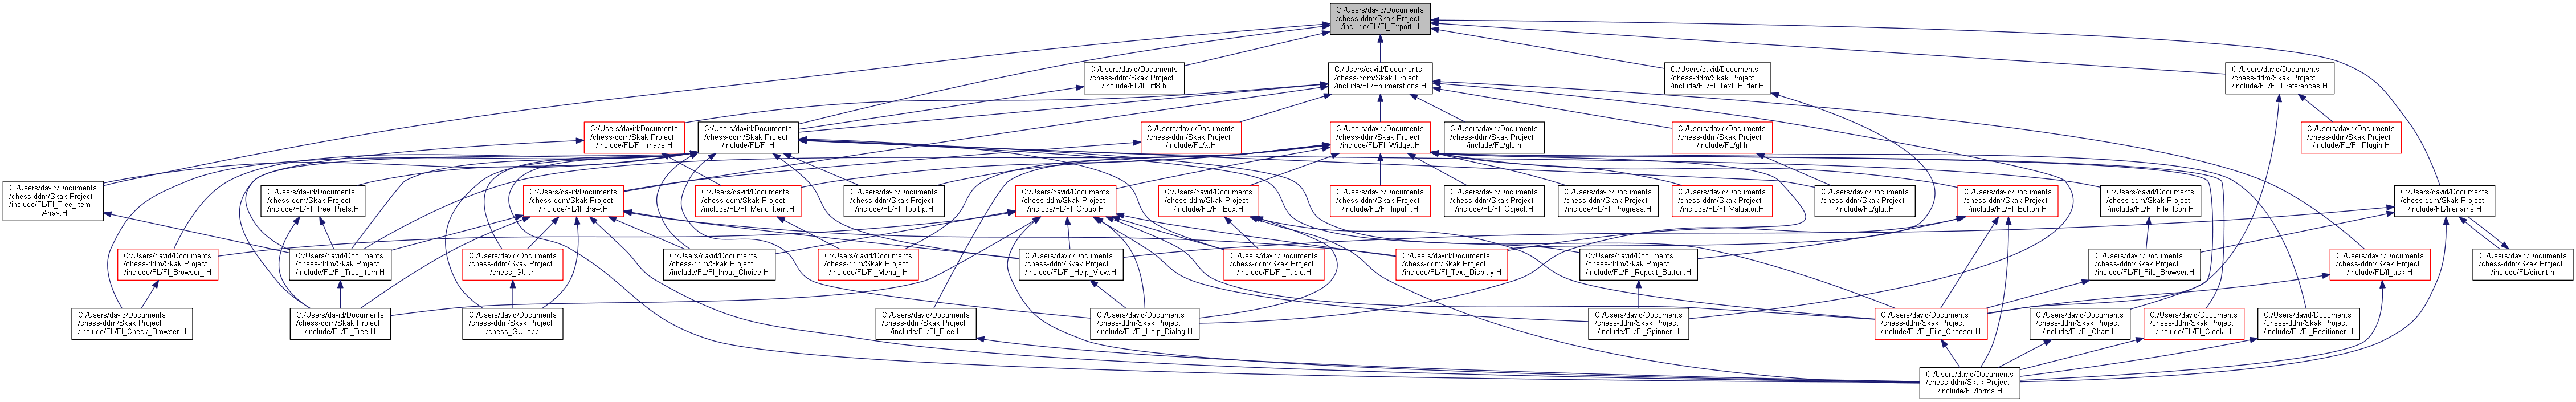 C:/Users/david/Documents
/chess-ddm/Skak Project
/include/FL/Fl_Export.H
C:/Users/david/Documents
/chess-ddm/Skak Project
/include/FL/fl_utf8.h
C:/Users/david/Documents
/chess-ddm/Skak Project
/include/FL/Enumerations.H
C:/Users/david/Documents
/chess-ddm/Skak Project
/include/FL/Fl_Text_Buffer.H
C:/Users/david/Documents
/chess-ddm/Skak Project
/include/FL/Fl_Preferences.H
C:/Users/david/Documents
/chess-ddm/Skak Project
/include/FL/Fl_Image.H
C:/Users/david/Documents
/chess-ddm/Skak Project
/include/FL/Fl.H
C:/Users/david/Documents
/chess-ddm/Skak Project
/include/FL/x.H
C:/Users/david/Documents
/chess-ddm/Skak Project
/include/FL/Fl_Widget.H
C:/Users/david/Documents
/chess-ddm/Skak Project
/include/FL/glu.h
C:/Users/david/Documents
/chess-ddm/Skak Project
/include/FL/gl.h
C:/Users/david/Documents
/chess-ddm/Skak Project
/include/FL/Fl_Plugin.H
C:/Users/david/Documents
/chess-ddm/Skak Project
/include/FL/Fl_Tree_Item
_Array.H
C:/Users/david/Documents
/chess-ddm/Skak Project
/include/FL/Fl_Tree_Prefs.H
C:/Users/david/Documents
/chess-ddm/Skak Project
/include/FL/fl_draw.H
C:/Users/david/Documents
/chess-ddm/Skak Project
/include/FL/Fl_Menu_Item.H
C:/Users/david/Documents
/chess-ddm/Skak Project
/include/FL/Fl_Tooltip.H
C:/Users/david/Documents
/chess-ddm/Skak Project
/include/FL/Fl_Group.H
C:/Users/david/Documents
/chess-ddm/Skak Project
/include/FL/Fl_Box.H
C:/Users/david/Documents
/chess-ddm/Skak Project
/include/FL/Fl_Input_.H
C:/Users/david/Documents
/chess-ddm/Skak Project
/include/FL/Fl_Object.H
C:/Users/david/Documents
/chess-ddm/Skak Project
/include/FL/Fl_Progress.H
C:/Users/david/Documents
/chess-ddm/Skak Project
/include/FL/Fl_Valuator.H
C:/Users/david/Documents
/chess-ddm/Skak Project
/include/FL/glut.H
C:/Users/david/Documents
/chess-ddm/Skak Project
/include/FL/Fl_Button.H
C:/Users/david/Documents
/chess-ddm/Skak Project
/include/FL/Fl_File_Icon.H
C:/Users/david/Documents
/chess-ddm/Skak Project
/include/FL/filename.H
C:/Users/david/Documents
/chess-ddm/Skak Project
/include/FL/Fl_Browser_.H
C:/Users/david/Documents
/chess-ddm/Skak Project
/include/FL/Fl_Tree_Item.H
C:/Users/david/Documents
/chess-ddm/Skak Project
/chess_GUI.h
C:/Users/david/Documents
/chess-ddm/Skak Project
/include/FL/Fl_Input_Choice.H
C:/Users/david/Documents
/chess-ddm/Skak Project
/include/FL/Fl_Menu_.H
C:/Users/david/Documents
/chess-ddm/Skak Project
/include/FL/Fl_Help_View.H
C:/Users/david/Documents
/chess-ddm/Skak Project
/include/FL/Fl_Table.H
C:/Users/david/Documents
/chess-ddm/Skak Project
/include/FL/Fl_Text_Display.H
C:/Users/david/Documents
/chess-ddm/Skak Project
/include/FL/Fl_Repeat_Button.H
C:/Users/david/Documents
/chess-ddm/Skak Project
/include/FL/Fl_File_Browser.H
C:/Users/david/Documents
/chess-ddm/Skak Project
/include/FL/fl_ask.H
C:/Users/david/Documents
/chess-ddm/Skak Project
/include/FL/dirent.h
C:/Users/david/Documents
/chess-ddm/Skak Project
/include/FL/Fl_Check_Browser.H
C:/Users/david/Documents
/chess-ddm/Skak Project
/include/FL/Fl_Tree.H
C:/Users/david/Documents
/chess-ddm/Skak Project
/chess_GUI.cpp
C:/Users/david/Documents
/chess-ddm/Skak Project
/include/FL/Fl_Free.H
C:/Users/david/Documents
/chess-ddm/Skak Project
/include/FL/Fl_Help_Dialog.H
C:/Users/david/Documents
/chess-ddm/Skak Project
/include/FL/Fl_Spinner.H
C:/Users/david/Documents
/chess-ddm/Skak Project
/include/FL/Fl_File_Chooser.H
C:/Users/david/Documents
/chess-ddm/Skak Project
/include/FL/Fl_Chart.H
C:/Users/david/Documents
/chess-ddm/Skak Project
/include/FL/Fl_Clock.H
C:/Users/david/Documents
/chess-ddm/Skak Project
/include/FL/Fl_Positioner.H
C:/Users/david/Documents
/chess-ddm/Skak Project
/include/FL/forms.H